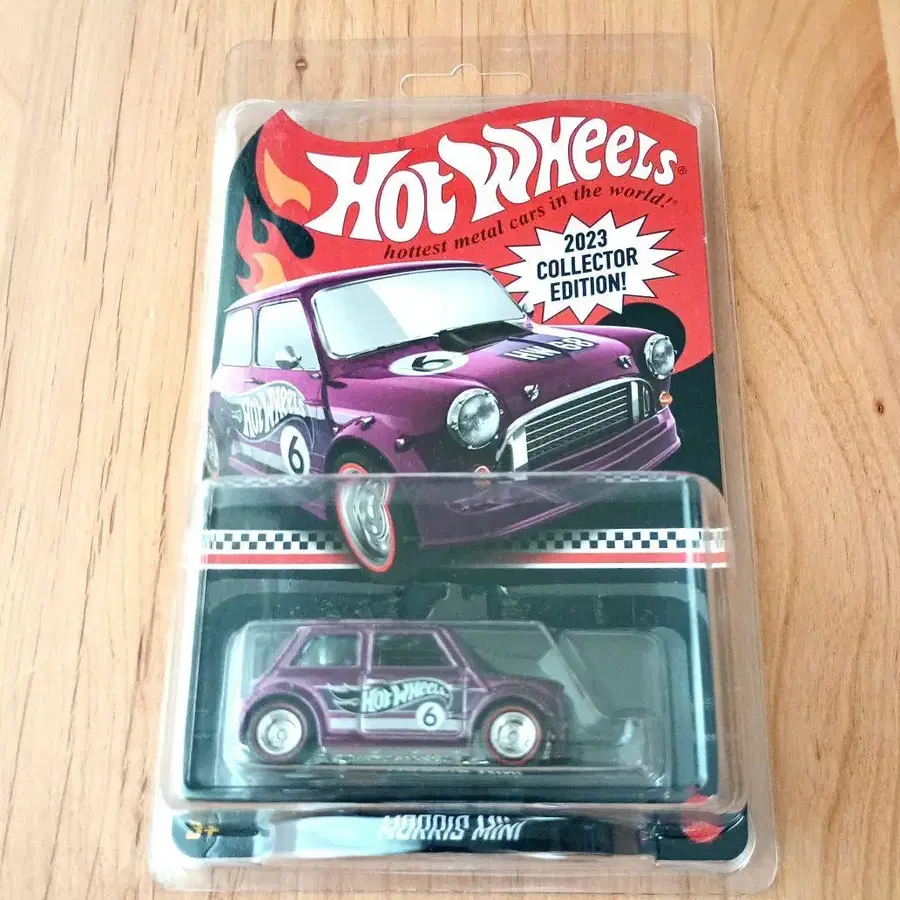 HOT WHEELS®
hottest metal cars in the world!®
2023
COLLECTOR
EDITION!
6
HW 68
HOT WHEELS
6
HOT WHEELS
6
3+
MORRIS MINI